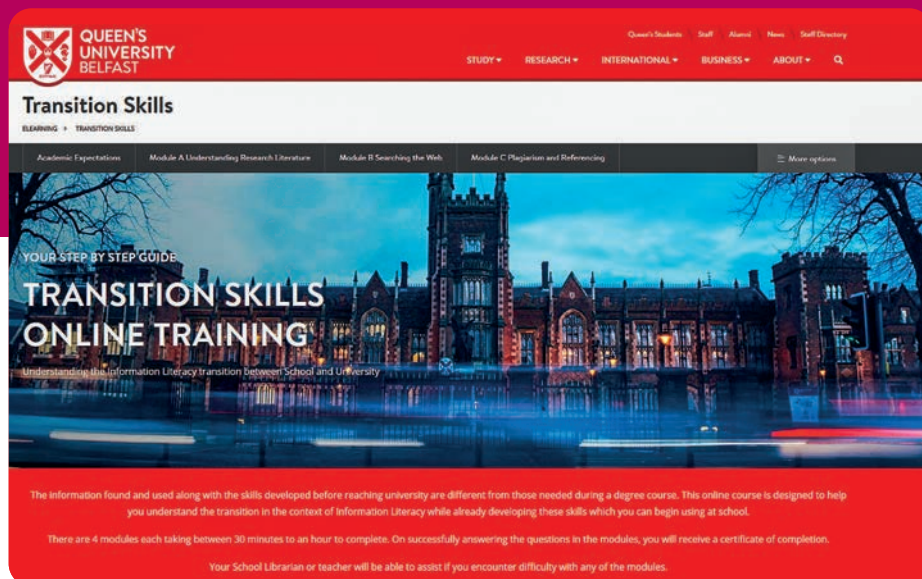 QUEEN'S
UNIVERSITY
BELFAST
Queen's Students Staff Alumni News Staff Directory
STUDY RESEARCH INTERNATIONAL BUSINESS ABOUT
Transition Skills
ELEARNING > TRANSITION SKILLS
Academic Expectations Module A Understanding Research Literature Module B Searching the Web Module C Plagiarism and Referencing More options
YOUR STEP BY STEP GUIDE
TRANSITION SKILLS
ONLINE TRAINING
Understanding the Information Literacy transition between School and University
The information found and used along with the skills developed before reaching university are different from those needed during a degree course. This online course is designed to help
you understand the transition in the context of Information Literacy while already developing these skills which you can begin using at school.
There are 4 modules each taking between 30 minutes to an hour to complete. On successfully answering the questions in the modules, you will receive a certificate of completion.
Your School Librarian or teacher will be able to assist if you encounter difficulty with any of the modules.